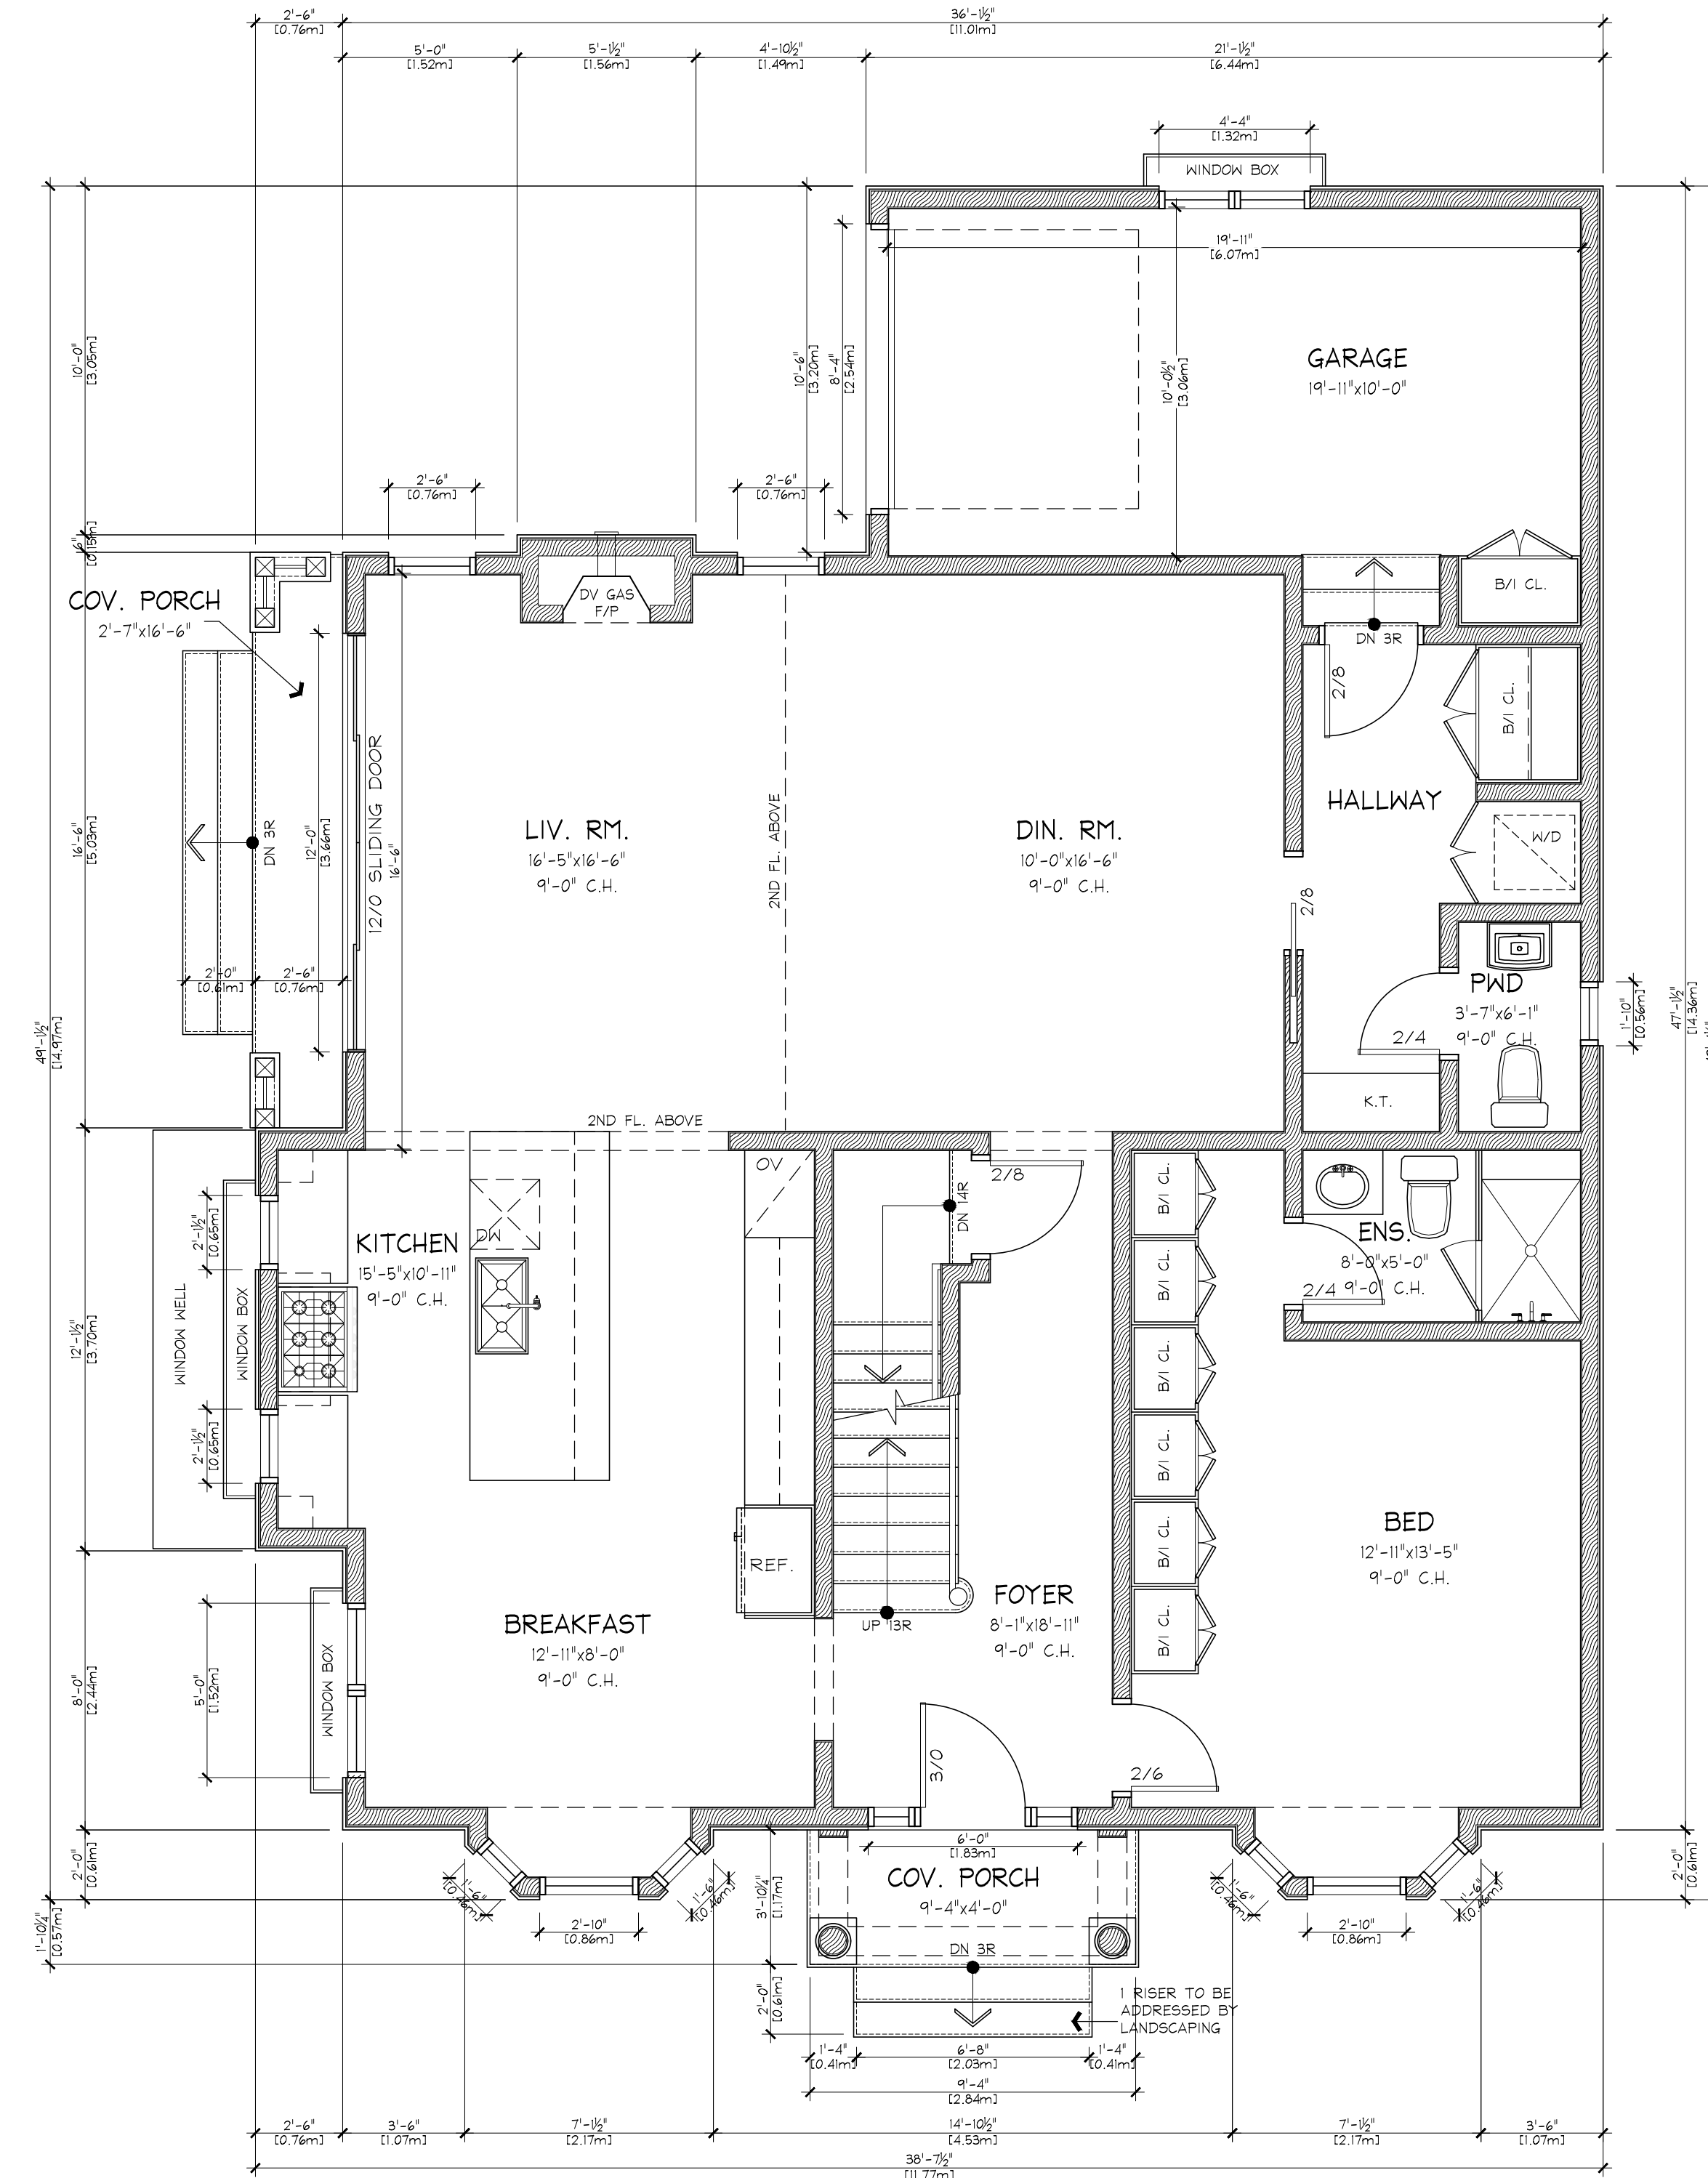 2'-6"
[0.76m]
36'-1½"
[11.01m]
5'-0"
[1.52m]
5'-1½"
[1.56m]
4'-10½"
[1.49m]
21'-1½"
[6.44m]
4'-4"
[1.32m]
WINDOW BOX
19'-11"
[6.07m]
10'-0"
[3.05m]
10'-6"
[3.20m]
8'-4"
[2.54m]
10'-0½"
[3.06m]
GARAGE
19'-11"x10'-0"
2'-6"
[0.76m]
2'-6"
[0.76m]
6"
[0.15m]
COV. PORCH
2'-7"x16'-6"
DV GAS
F/P
B/I CL.
DN 3R
2/8
B/I CL.
12/0 SLIDING DOOR
16'-6"
2ND FL. ABOVE
HALLWAY
LIV. RM.
16'-5"x16'-6"
9'-0" C.H.
DIN. RM.
10'-0"x16'-6"
9'-0" C.H.
W/D
16'-6"
[5.03m]
DN 3R
12'-0"
[3.66m]
2/8
2'-0"
[0.61m]
2'-6"
[0.76m]
PWD
3'-7"x6'-1"
9'-0" C.H.
2/4
1'-10"
[0.56m]
47'-1½"
[14.36m]
49'-1½"
[14.97m]
K.T.
2ND FL. ABOVE
OV
2/8
DN 14R
B/I CL.
2'-1½"
[0.65m]
KITCHEN
15'-5"x10'-11"
9'-0" C.H.
DW
ENS.
8'-0"x5'-0"
9'-0" C.H.
2/4
B/I CL.
12'-1½"
[3.70m]
WINDOW WELL
WINDOW BOX
B/I CL.
2'-1½"
[0.65m]
B/I CL.
BED
12'-11"x13'-5"
9'-0" C.H.
B/I CL.
REF.
FOYER
8'-1"x18'-11"
9'-0" C.H.
UP 13R
B/I CL.
BREAKFAST
12'-11"x8'-0"
9'-0" C.H.
8'-0"
[2.44m]
5'-0"
[1.52m]
WINDOW BOX
3/0
2/6
2'-0"
[0.61m]
6'-0"
[1.83m]
2'-0"
[0.61m]
COV. PORCH
9'-4"x4'-0"
1'-6"
[0.46m]
1'-6"
[0.46m]
1'-6"
[0.46m]
1'-6"
[0.46m]
3'-10¼"
[1.17m]
1'-10¼"
[0.57m]
2'-10"
[0.86m]
2'-10"
[0.86m]
DN 3R
2'-0"
[0.61m]
1 RISER TO BE
ADDRESSED BY
LANDSCAPING
1'-4"
[0.41m]
6'-8"
[2.03m]
1'-4"
[0.41m]
9'-4"
[2.84m]
2'-6"
[0.76m]
3'-6"
[1.07m]
7'-1½"
[2.17m]
14'-10½"
[4.53m]
7'-1½"
[2.17m]
3'-6"
[1.07m]
38'-7½"
[11.77m]